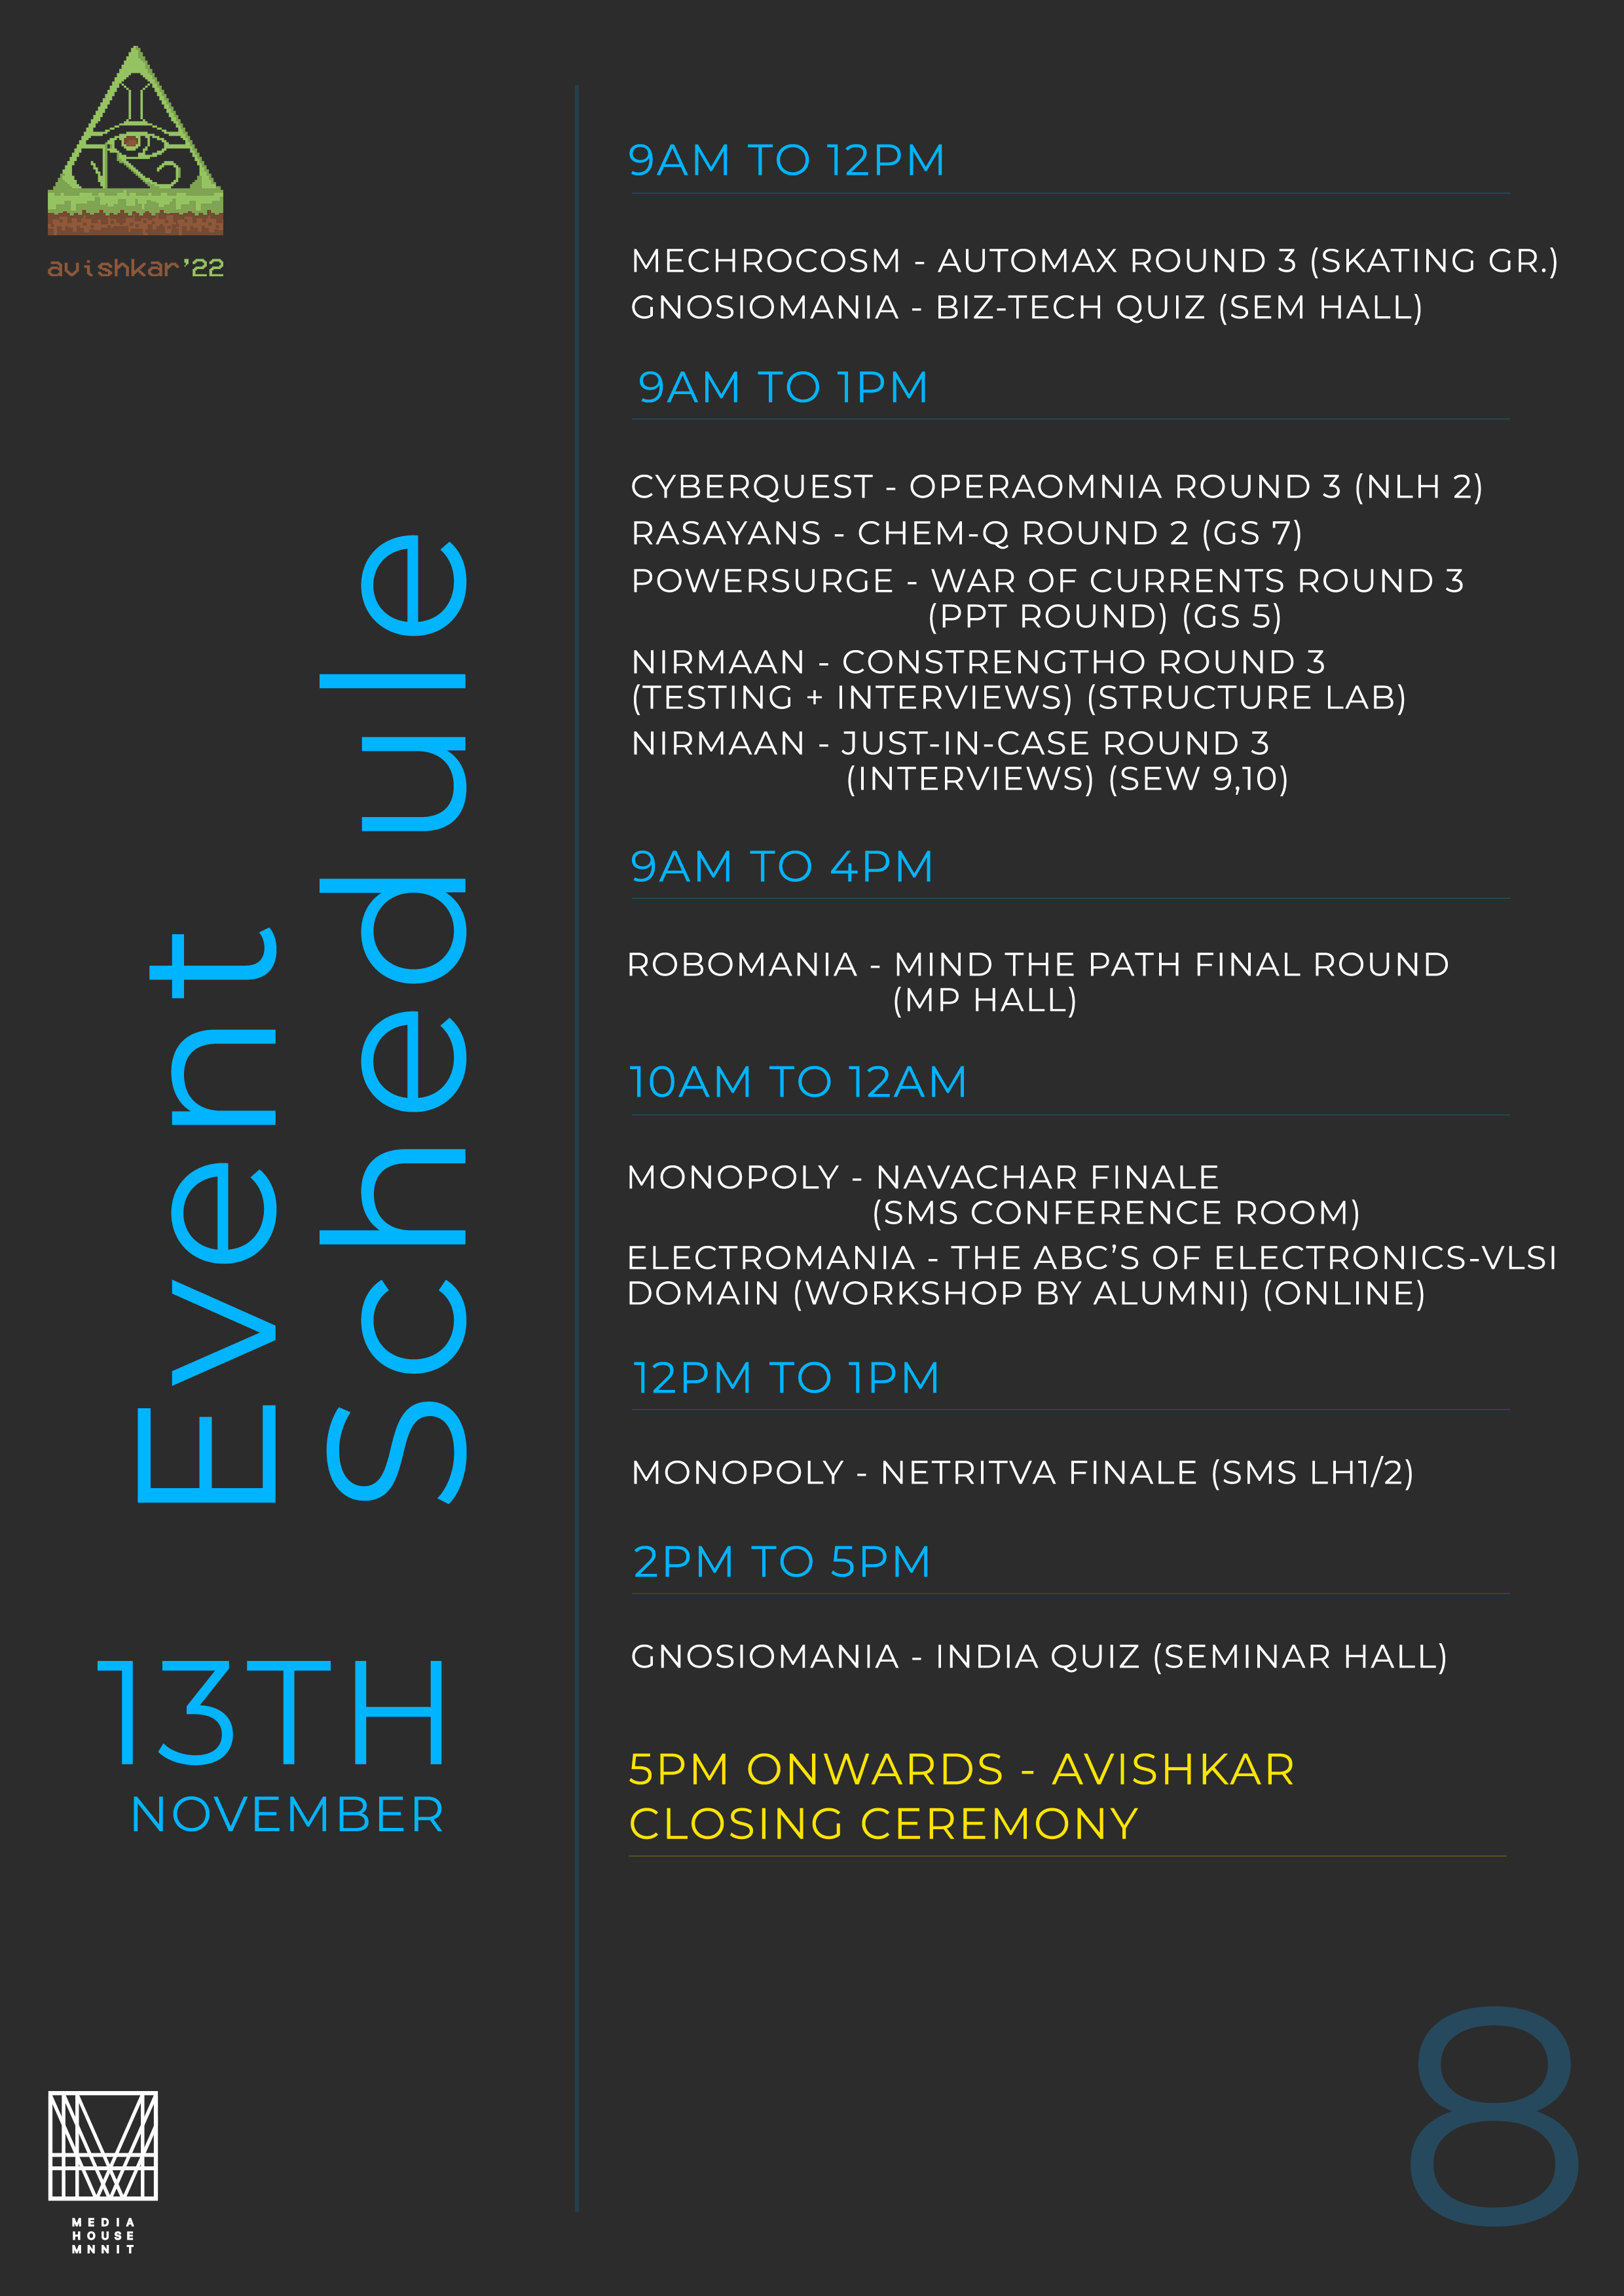 avishkar'22
Event
Schedule
13TH
NOVEMBER
9AM TO 12PM
MECHROCOSM - AUTOMAX ROUND 3 (SKATING GR.)
GNOSIOMANIA - BIZ-TECH QUIZ (SEM HALL)
9AM TO 1PM
CYBERQUEST - OPERAOMNIA ROUND 3 (NLH 2)
RASAYANS - CHEM-Q ROUND 2 (GS 7)
POWERSURGE - WAR OF CURRENTS ROUND 3
(PPT ROUND) (GS 5)
NIRMAAN - CONSTRENGTHO ROUND 3
(TESTING + INTERVIEWS) (STRUCTURE LAB)
NIRMAAN - JUST-IN-CASE ROUND 3
(INTERVIEWS) (SEW 9,10)
9AM TO 4PM
ROBOMANIA - MIND THE PATH FINAL ROUND
(MP HALL)
10AM TO 12AM
MONOPOLY - NAVACHAR FINALE
(SMS CONFERENCE ROOM)
ELECTROMANIA - THE ABC'S OF ELECTRONICS-VLSI
DOMAIN (WORKSHOP BY ALUMNI) (ONLINE)
12PM TO 1PM
MONOPOLY - NETRITVA FINALE (SMS LH1/2)
2PM TO 5PM
GNOSIOMANIA - INDIA QUIZ (SEMINAR HALL)
5PM ONWARDS - AVISHKAR
CLOSING CEREMONY
MEDIA
HOUSE
MNNIT
8